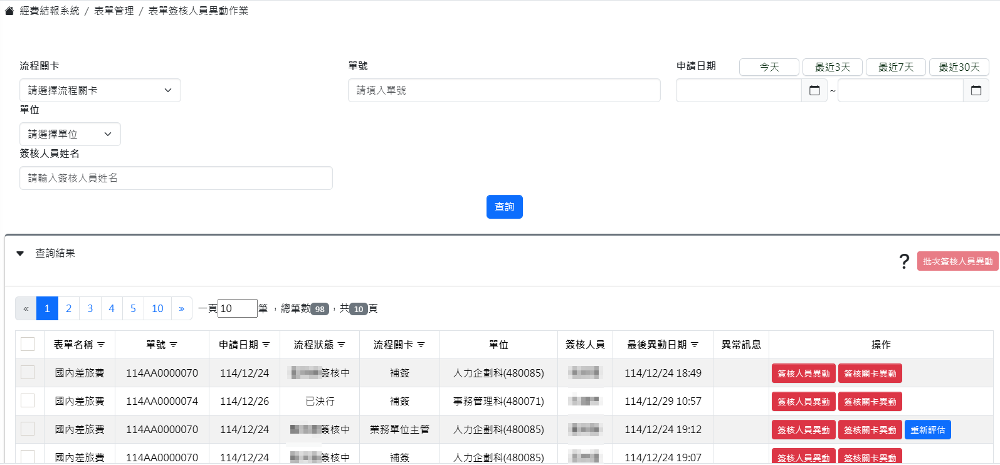 經費結報系統 / 表單管理 / 表單簽核人員異動作業
流程關卡
請選擇流程關卡
單號
請填入單號
申請日期 今天 最近3天 最近7天 最近30天
~
單位
請選擇單位
簽核人員姓名
請輸入簽核人員姓名
查詢
查詢結果
? 批次簽核人員異動
« 1 2 3 4 5 10 » 一頁10筆 ，總筆數98，共10頁
表單名稱 單號 申請日期 流程狀態 流程關卡 單位 簽核人員 最後異動日期 異常訊息 操作
國內差旅費 114AA0000070 114/12/24 簽核中 補簽 人力企劃科(480085) 114/12/24 18:49 簽核人員異動 簽核關卡異動
國內差旅費 114AA0000074 114/12/26 已決行 補簽 事務管理科(480071) 114/12/29 10:57 簽核人員異動 簽核關卡異動
國內差旅費 114AA0000070 114/12/24 簽核中 業務單位主管 人力企劃科(480085) 114/12/24 19:12 簽核人員異動 簽核關卡異動 重新評估
國內差旅費 114AA0000070 114/12/24 簽核中 補簽 人力企劃科(480085) 114/12/24 19:07 簽核人員異動 簽核關卡異動